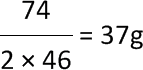 74
2 × 46 = 37g